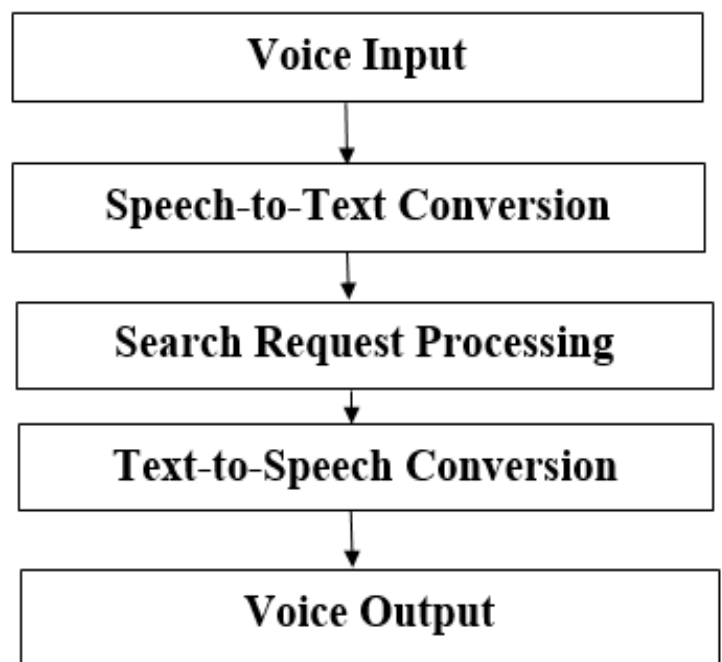 Voice Input
Speech-to-Text Conversion
Search Request Processing
Text-to-Speech Conversion
Voice Output